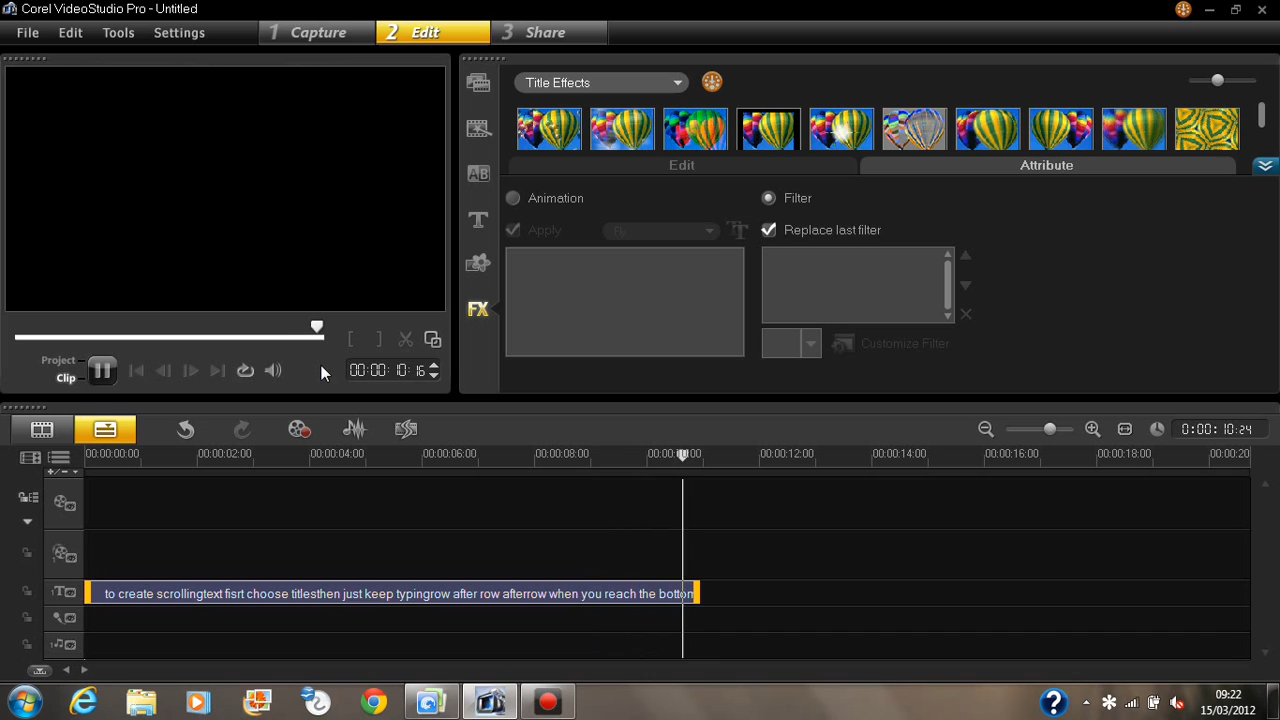 Corel VideoStudio Pro - Untitled
File Edit Tools Settings 1 Capture 2 Edit 3 Share
Title Effects
Edit Attribute
Animation Filter
Apply Replace last filter
Customize Filter
Project
Clip
00:00:10:16
0:00:10:24
00:00:00:00 00:00:02:00 00:00:04:00 00:00:06:00 00:00:08:00 00:00:12:00 00:00:14:00 00:00:16:00 00:00:18:00 00:00:20
to create scrollingtext fisrt choose titlesthen just keep typingrow after row afterrow when you reach the bottom
09:22
15/03/2012